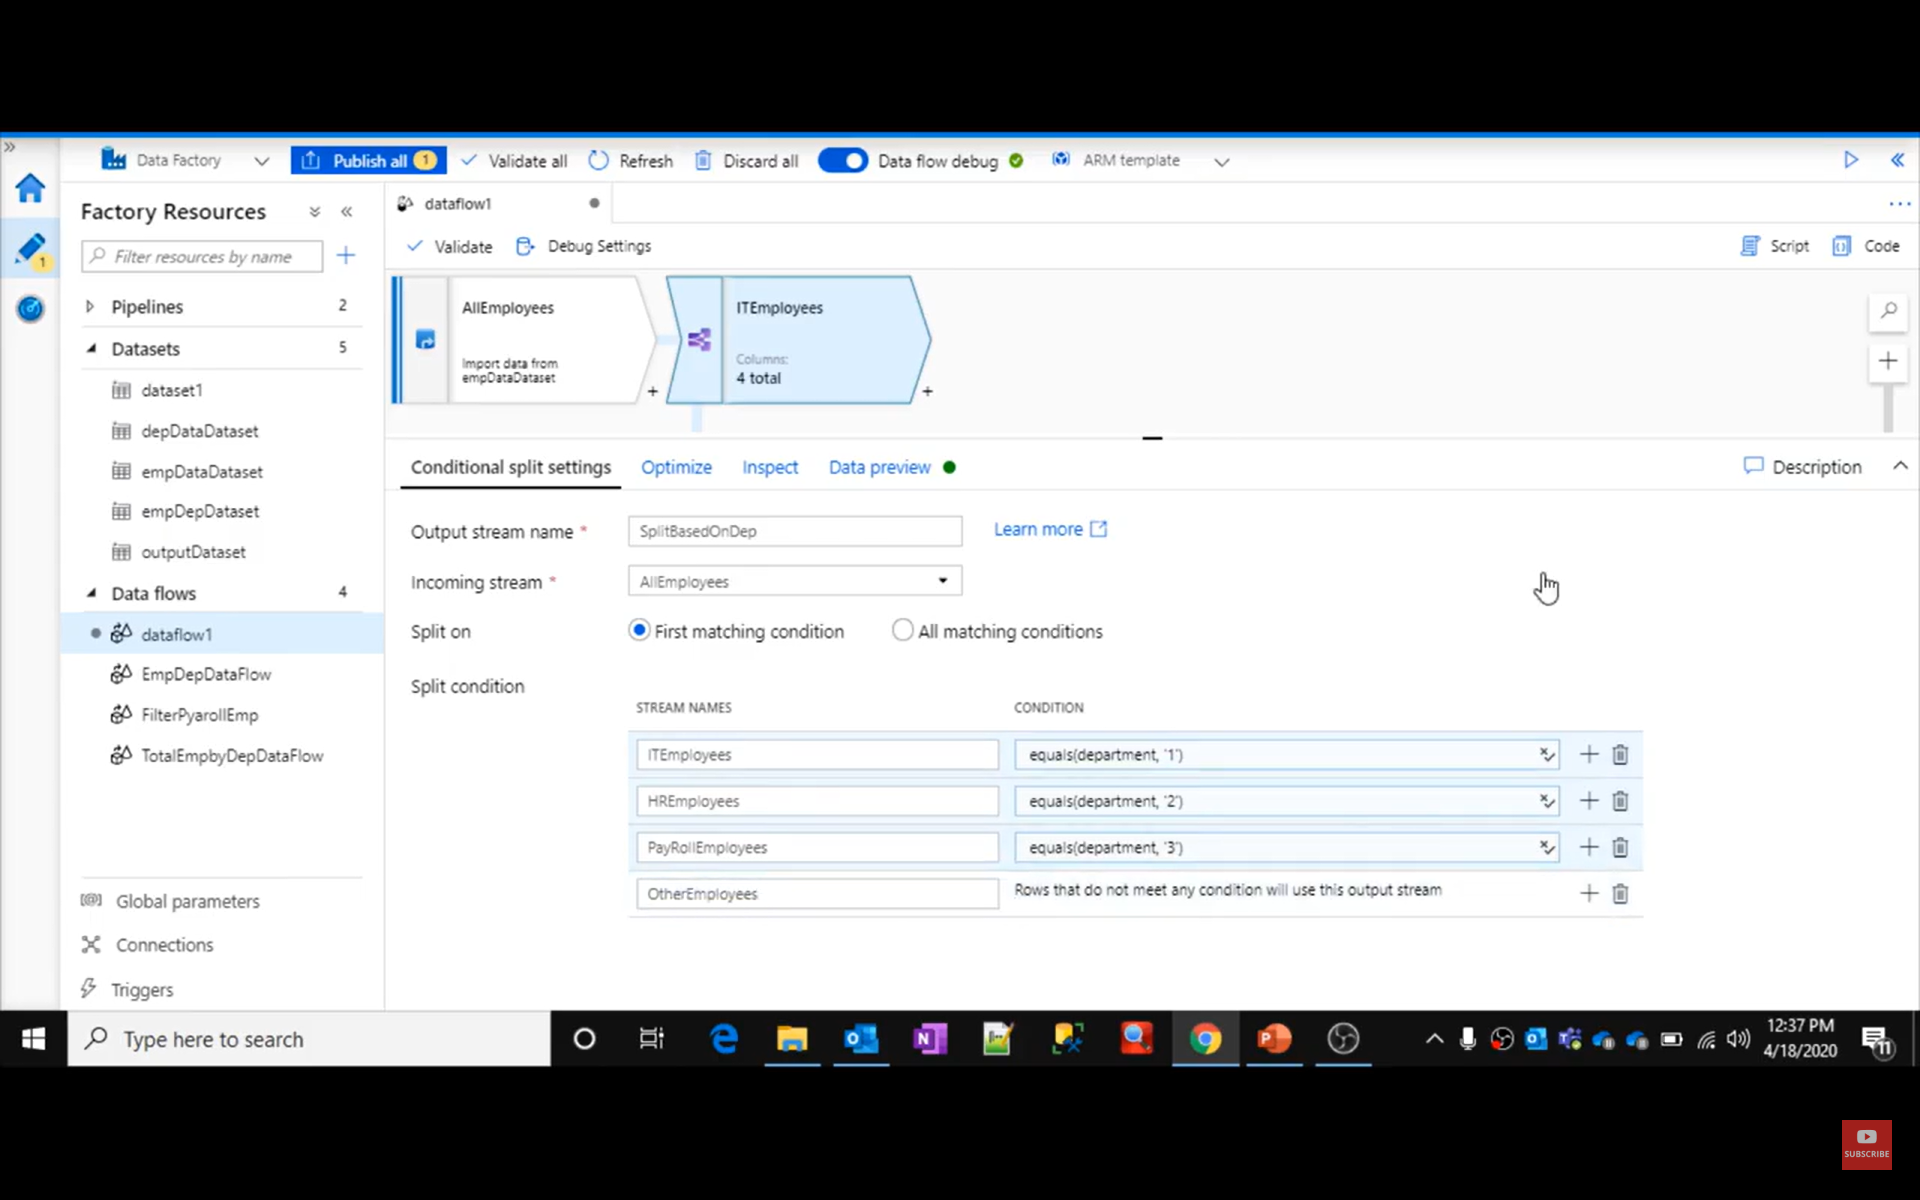 Data Factory
Publish all 1
Validate all
Refresh
Discard all
Data flow debug
ARM template
1
Factory Resources
Filter resources by name
Pipelines 2
Datasets 5
dataset1
depDataDataset
empDataDataset
empDepDataset
outputDataset
Data flows 4
dataflow1
EmpDepDataFlow
FilterPyarollEmp
TotalEmpbyDepDataFlow
Global parameters
Connections
Triggers
dataflow1
Validate
Debug Settings
Script
Code
AllEmployees
Import data from
empDataDataset
ITEmployees
Columns:
4 total
Conditional split settings
Optimize
Inspect
Data preview
Description
Output stream name *
SplitBasedOnDep
Learn more
Incoming stream *
AllEmployees
Split on
First matching condition
All matching conditions
Split condition
STREAM NAMES
CONDITION
ITEmployees
equals(department, '1')
HREmployees
equals(department, '2')
PayRollEmployees
equals(department, '3')
OtherEmployees
Rows that do not meet any condition will use this output stream
Type here to search
12:37 PM
4/18/2020
11
SUBSCRIBE